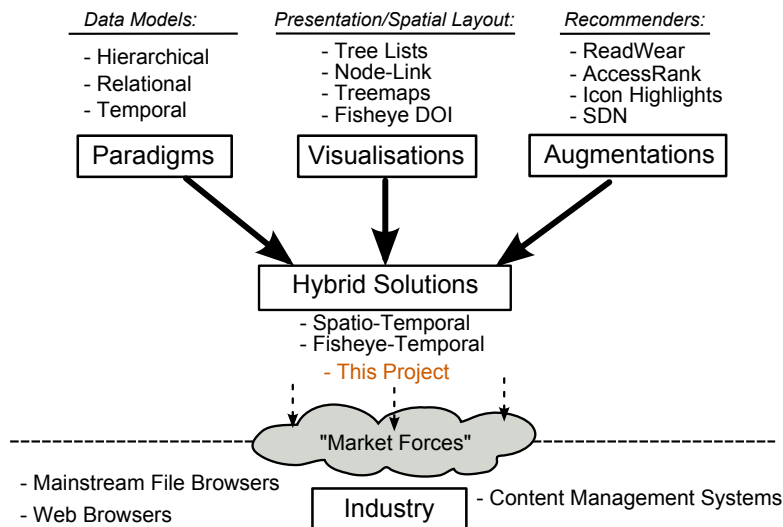 Data Models:
- Hierarchical
- Relational
- Temporal
Paradigms
Presentation/Spatial Layout:
- Tree Lists
- Node-Link
- Treemaps
- Fisheye DOI
Visualisations
Recommenders:
- ReadWear
- AccessRank
- Icon Highlights
- SDN
Augmentations
Hybrid Solutions
- Spatio-Temporal
- Fisheye-Temporal
- This Project
"Market Forces"
- Mainstream File Browsers
- Web Browsers
Industry
- Content Management Systems